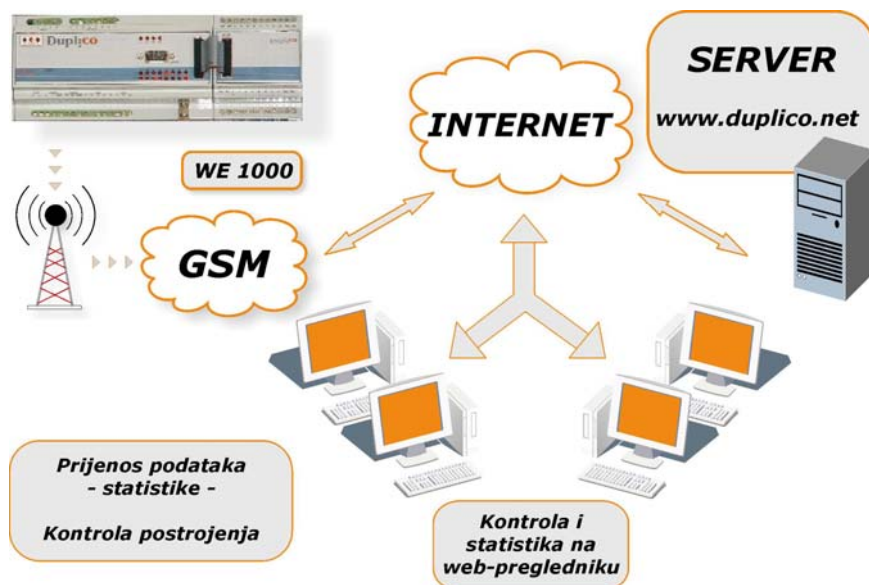 Duplico
WE 1000
GSM
INTERNET
SERVER
www.duplico.net
Prijenos podataka
- statistike -
Kontrola postrojenja
Kontrola i
statistika na
web-pregledniku